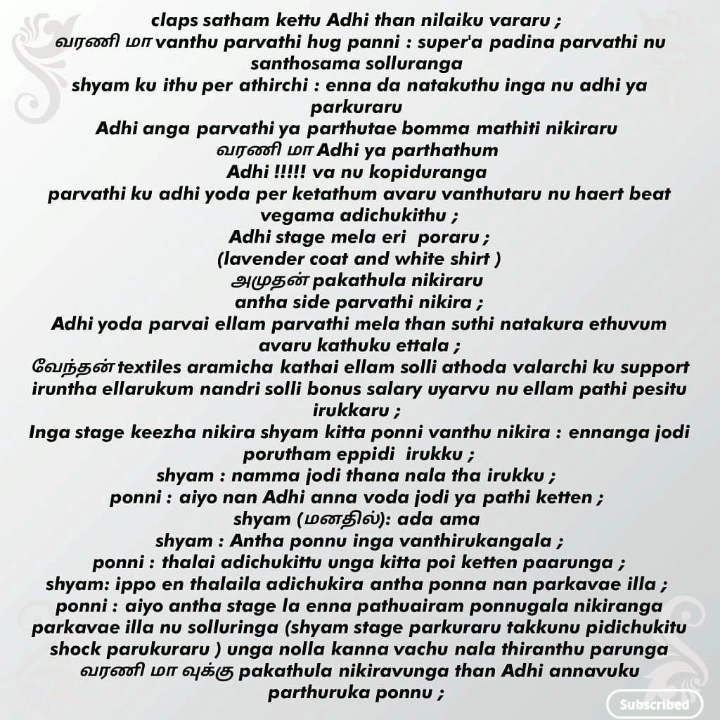 claps satham kettu Adhi than nilaiku vararu ;
வரணி மா vanthu parvathi hug panni : super'a padina parvathi nu
santhosama solluranga
shyam ku ithu per athirchi : enna da natakuthu inga nu adhi ya
parkuraru
Adhi anga parvathi ya parthutae bomma mathiti nikiraru
வரணி மா Adhi ya parthathum
Adhi !!!!! va nu kopiduranga
parvathi ku adhi yoda per ketathum avaru vanthutaru nu haert beat
vegama adichukithu ;
Adhi stage mela eri poraru ;
(lavender coat and white shirt )
அமுதன் pakathula nikiraru
antha side parvathi nikira ;
Adhi yoda parvai ellam parvathi mela than suthi natakura ethuvum
avaru kathuku ettala ;
வேந்தன் textiles aramicha kathai ellam solli athoda valarchi ku support
iruntha ellarukum nandri solli bonus salary uyarvu nu ellam pathi pesitu
irukkaru ;
Inga stage keezha nikira shyam kitta ponni vanthu nikira : ennanga jodi
porutham eppidi irukku ;
shyam : namma jodi thana nala tha irukku ;
ponni : aiyo nan Adhi anna voda jodi ya pathi ketten ;
shyam (மனதில்): ada ama
shyam : Antha ponnu inga vanthirukangala ;
ponni : thalai adichukittu unga kitta poi ketten paarunga ;
shyam: ippo en thalaila adichukira antha ponna nan parkavae illa ;
ponni : aiyo antha stage la enna pathuairam ponnugala nikiranga
parkavae illa nu solluringa (shyam stage parkuraru takkunu pidichukitu
shock parukuraru ) unga nolla kanna vachu nala thiranthu parunga
வரணி மா வுக்கு pakathula nikiravunga than Adhi annavuku
parthuruka ponnu ;
Subscribed